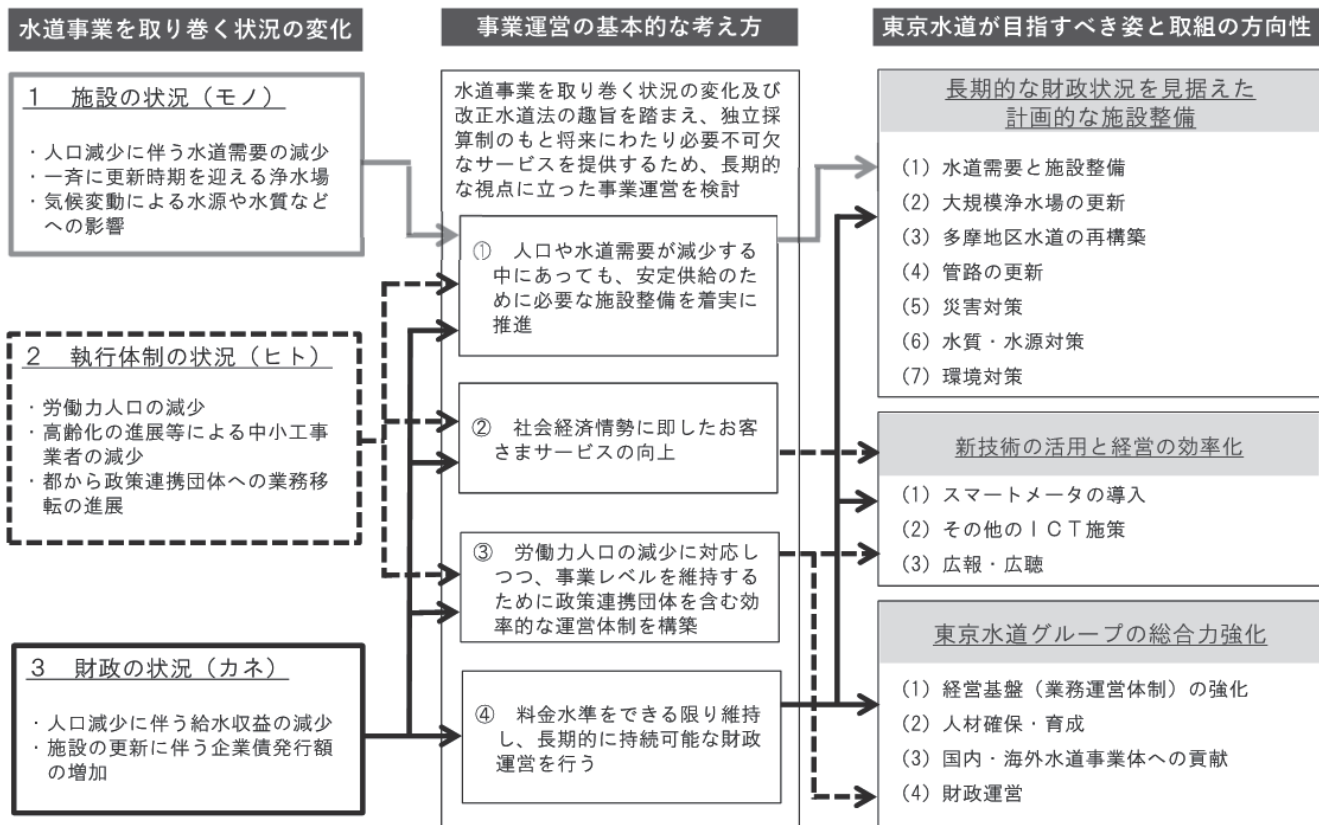 水道事業を取り巻く状況の変化
1 施設の状況（モノ）
・人口減少に伴う水道需要の減少
・一斉に更新時期を迎える浄水場
・気候変動による水源や水質など
への影響
2 執行体制の状況（ヒト）
・労働力人口の減少
・高齢化の進展等による中小工事
業者の減少
・都から政策連携団体への業務移
転の進展
3 財政の状況（カネ）
・人口減少に伴う給水収益の減少
・施設の更新に伴う企業債発行額
の増加
事業運営の基本的な考え方
水道事業を取り巻く状況の変化及び
改正水道法の趣旨を踏まえ、独立採
算制のもと将来にわたり必要不可欠
なサービスを提供するため、長期的
な視点に立った事業運営を検討
① 人口や水道需要が減少する
中にあっても、安定供給のた
めに必要な施設整備を着実に
推進
② 社会経済情勢に即したお客
さまサービスの向上
③ 労働力人口の減少に対応し
つつ、事業レベルを維持する
ために政策連携団体を含む効
率的な運営体制を構築
④ 料金水準をできる限り維持
し、長期的に持続可能な財政
運営を行う
東京水道が目指すべき姿と取組の方向性
長期的な財政状況を見据えた
計画的な施設整備
(1) 水道需要と施設整備
(2) 大規模浄水場の更新
(3) 多摩地区水道の再構築
(4) 管路の更新
(5) 災害対策
(6) 水質・水源対策
(7) 環境対策
新技術の活用と経営の効率化
(1) スマートメータの導入
(2) その他のＩＣＴ施策
(3) 広報・広聴
東京水道グループの総合力強化
(1) 経営基盤（業務運営体制）の強化
(2) 人材確保・育成
(3) 国内・海外水道事業体への貢献
(4) 財政運営